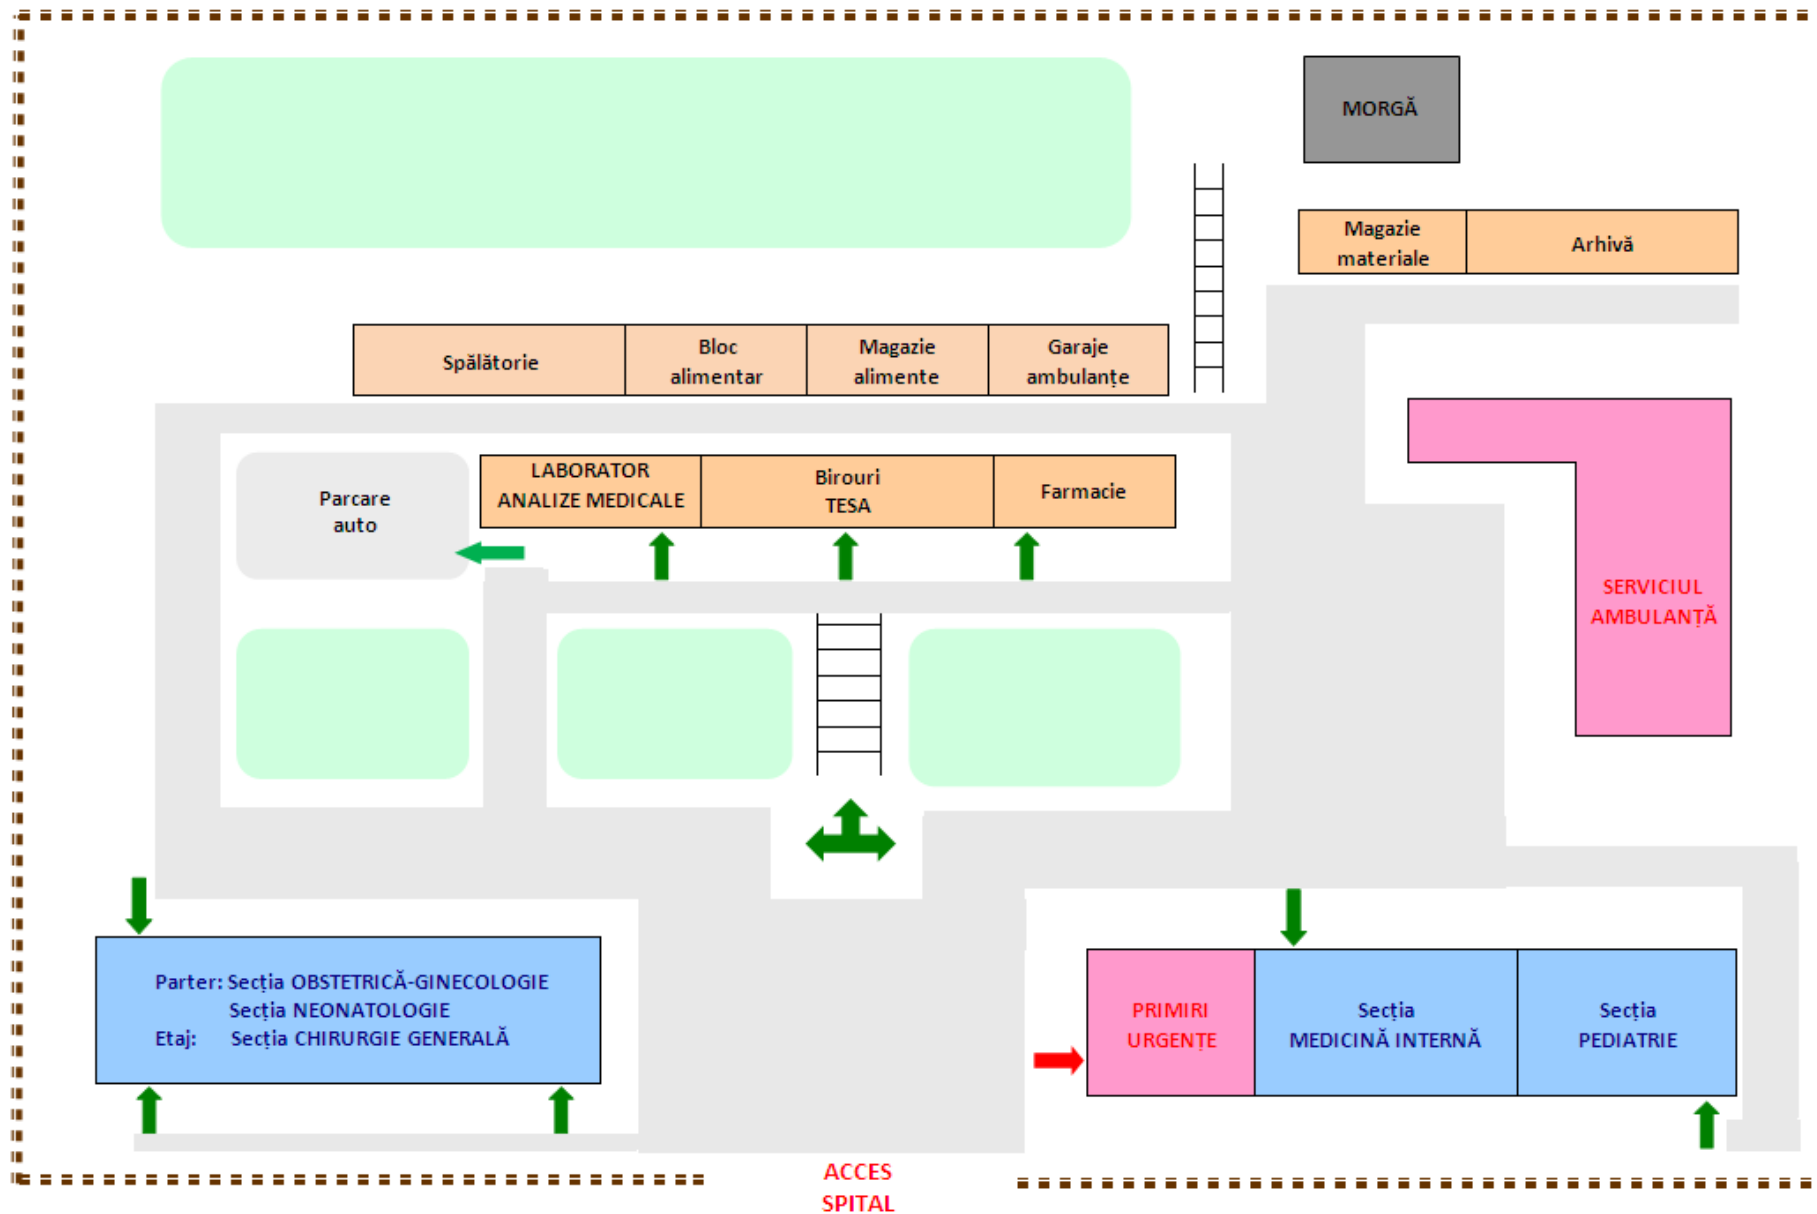 MORGĂ
Magazie
materiale
Arhivă
Spălătorie
Bloc
alimentar
Magazie
alimente
Garaje
ambulanțe
Parcare
auto
LABORATOR
ANALIZE MEDICALE
Birouri
TESA
Farmacie
SERVICIUL
AMBULANȚĂ
Parter: Secția OBSTETRICĂ-GINECOLOGIE
Secția NEONATOLOGIE
Etaj: Secția CHIRURGIE GENERALĂ
PRIMIRI
URGENȚE
Secția
MEDICINĂ INTERNĂ
Secția
PEDIATRIE
ACCES
SPITAL